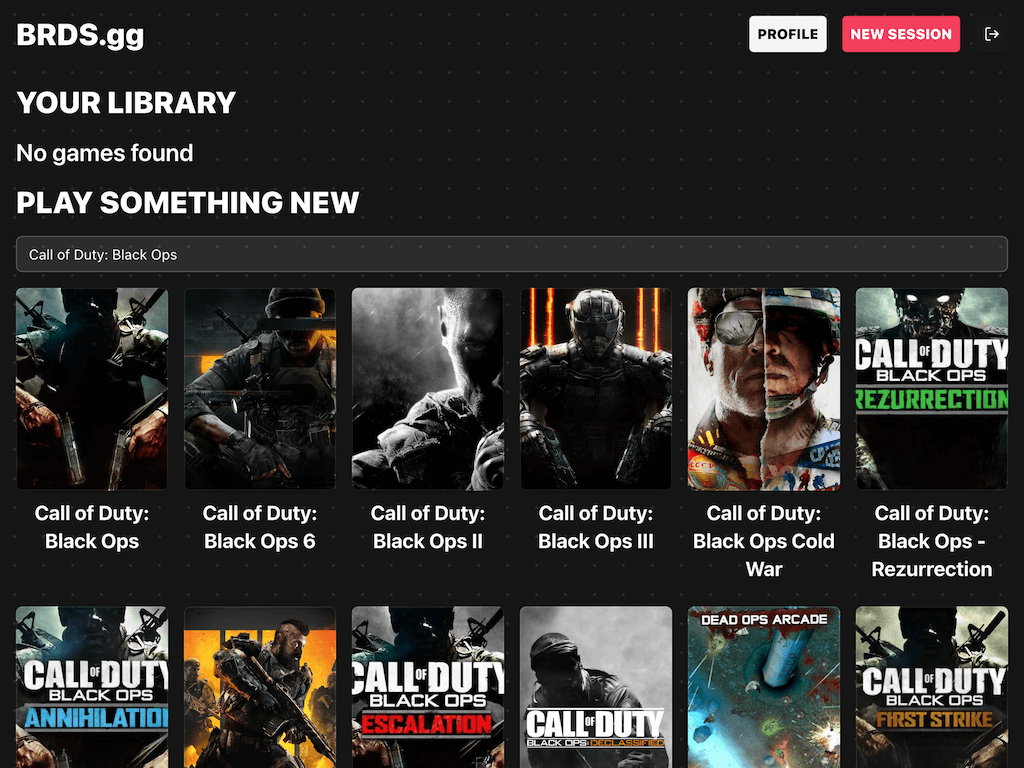 BRDS.gg
PROFILE
NEW SESSION
YOUR LIBRARY
No games found
PLAY SOMETHING NEW
Call of Duty: Black Ops
CALL OF DUTY
BLACK OPS
REZURRECTION
Call of Duty:
Black Ops
Call of Duty:
Black Ops 6
Call of Duty:
Black Ops II
Call of Duty:
Black Ops III
Call of Duty:
Black Ops Cold
War
Call of Duty:
Black Ops -
Rezurrection
CALL OF DUTY
BLACK OPS
ANNIHILATIO
CALL OF DUTY
BLACK OPS
ESCALATION
CALL OF DUTY
BLACK OPS: DECLASSIFIED
DEAD OPS ARCADE
CALL OF DUTY
BLACK OPS
FIRST STRIKE